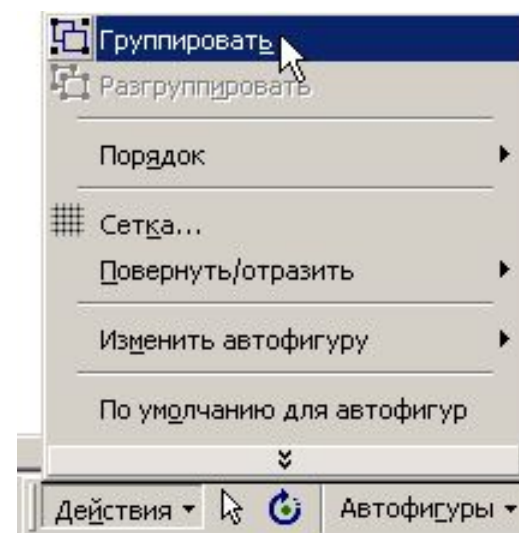 Группировать
Разгруппировать
Порядок
Сетка...
Повернуть/отразить
Изменить автофигуру
По умолчанию для автофигур
Действия Автофигуры